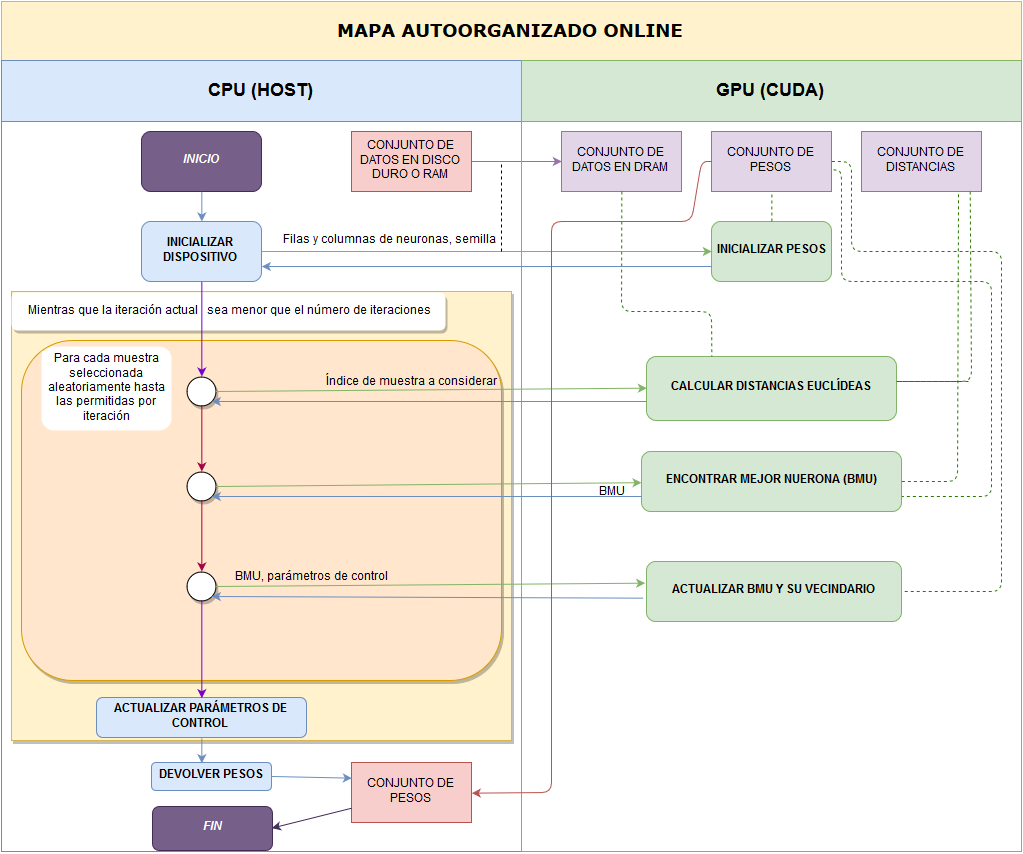 MAPA AUTOORGANIZADO ONLINE
CPU (HOST)
GPU (CUDA)
INICIO
CONJUNTO DE
DATOS EN DISCO
DURO O RAM
CONJUNTO DE
DATOS EN DRAM
CONJUNTO DE
PESOS
CONJUNTO DE
DISTANCIAS
INICIALIZAR
DISPOSITIVO
Filas y columnas de neuronas, semilla
INICIALIZAR PESOS
Mientras que la iteración actual sea menor que el número de iteraciones
Para cada muestra
seleccionada
aleatoriamente hasta
las permitidas por
iteración
Índice de muestra a considerar
CALCULAR DISTANCIAS EUCLÍDEAS
ENCONTRAR MEJOR NUERONA (BMU)
BMU
BMU, parámetros de control
ACTUALIZAR BMU Y SU VECINDARIO
ACTUALIZAR PARÁMETROS DE
CONTROL
DEVOLVER PESOS
CONJUNTO DE
PESOS
FIN